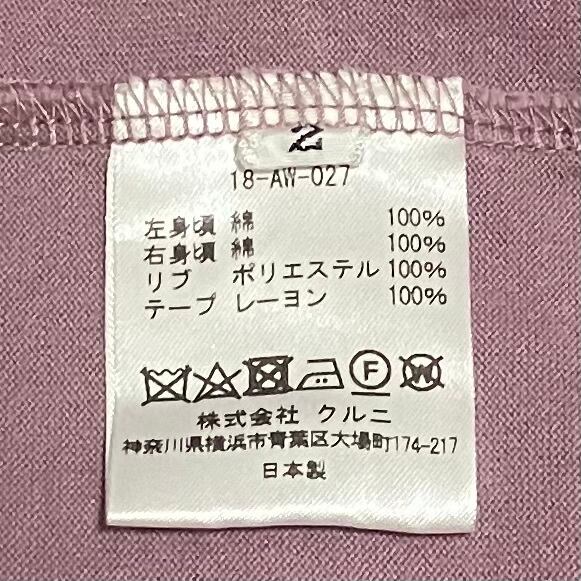 2
18-AW-027
左身頃 綿 100%
右身頃 綿 100%
リブ ポリエステル 100%
テープ レーヨン 100%
F W
株式会社 クルニ
神奈川県横浜市青葉区大場町174-217
日本製